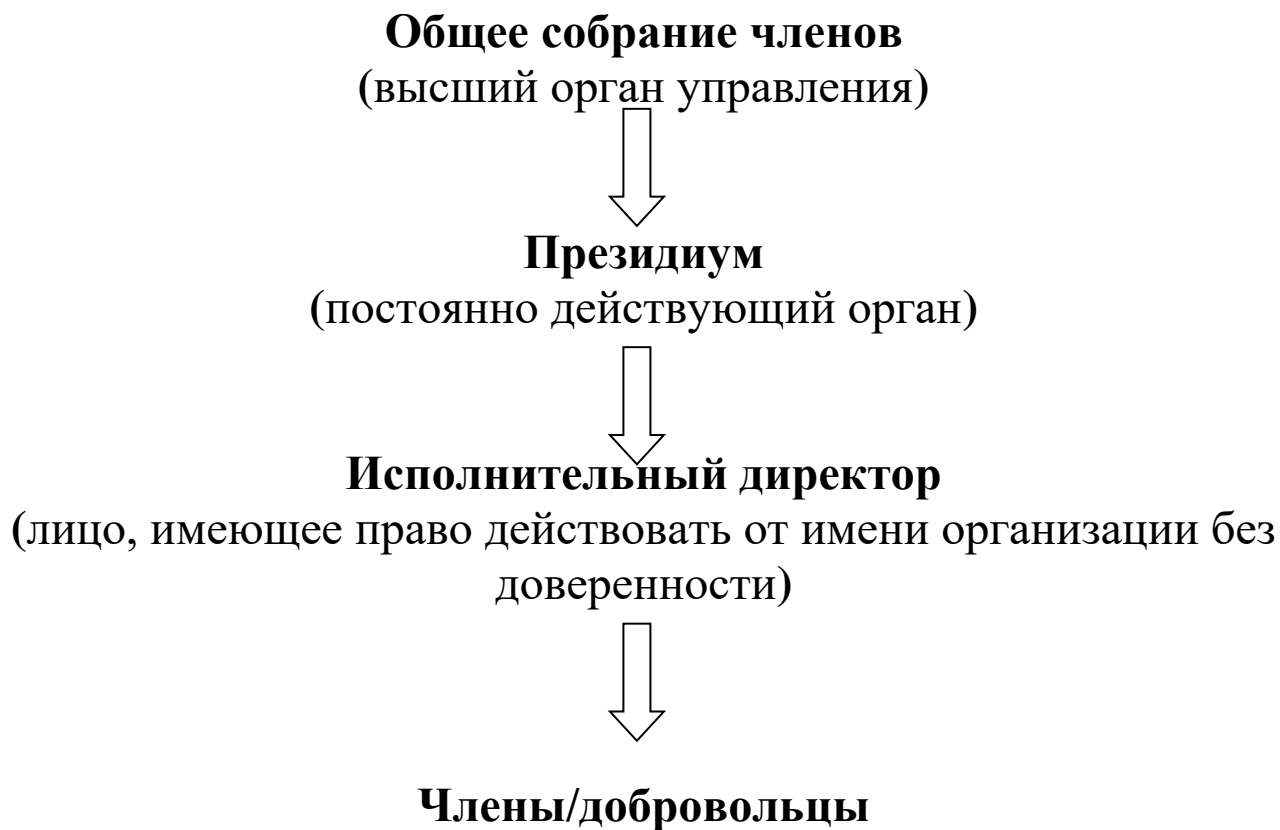 Общее собрание членов
(высший орган управления)
Президиум
(постоянно действующий орган)
Исполнительный директор
(лицо, имеющее право действовать от имени организации без
доверенности)
Члены/добровольцы